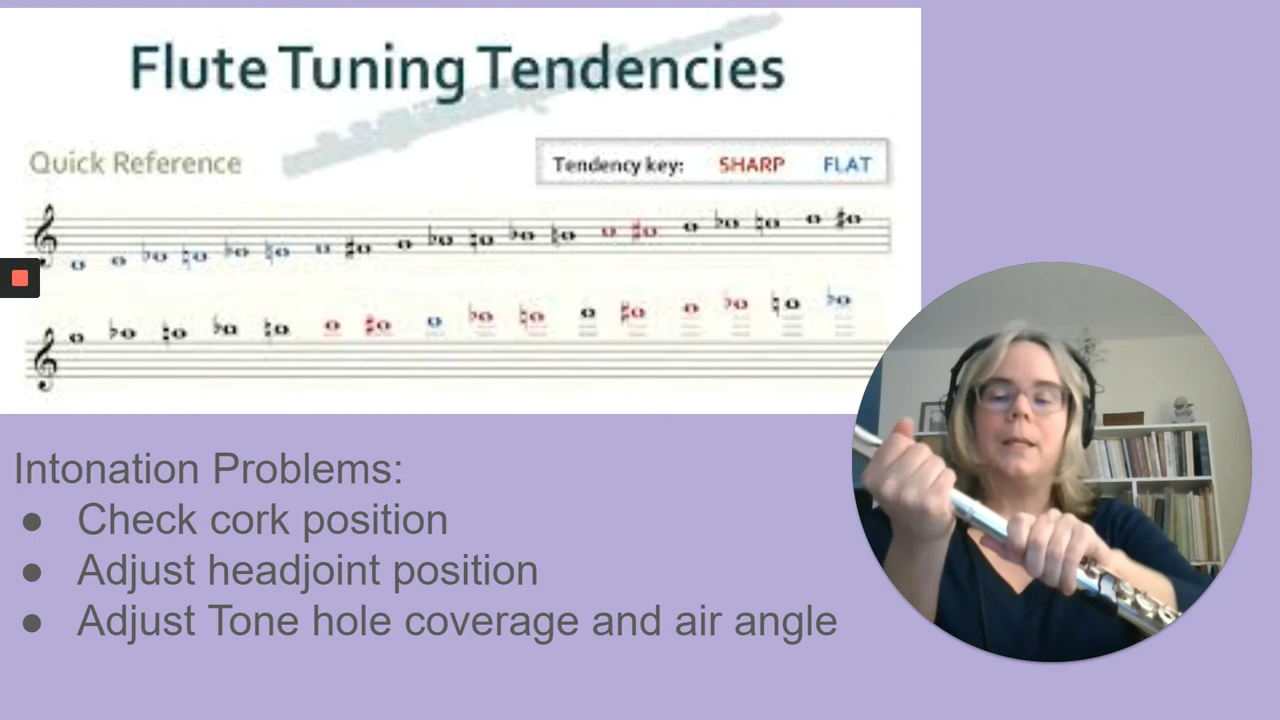 Flute Tuning Tendencies
Quick Reference
Tendency key: SHARP FLAT
Intonation Problems:
● Check cork position
● Adjust headjoint position
● Adjust Tone hole coverage and air angle